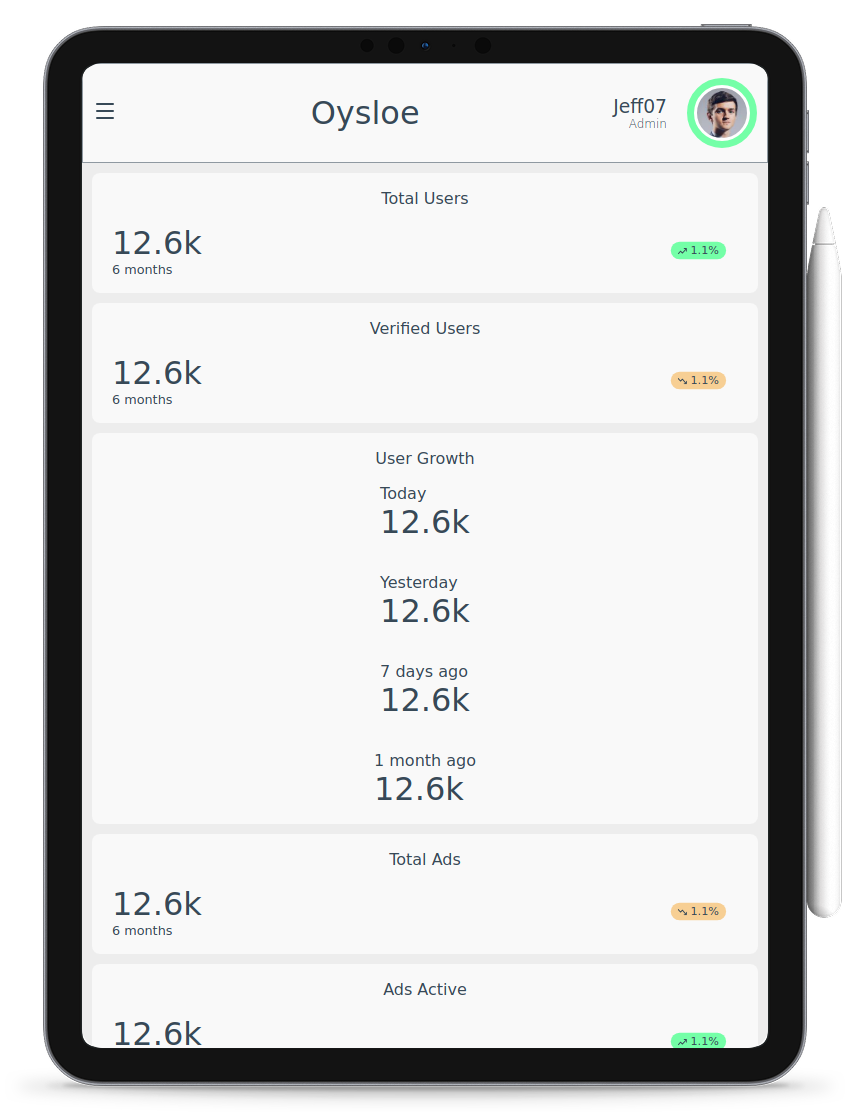 Oysloe
Jeff07
Admin
Total Users
12.6k
6 months
1.1%
Verified Users
12.6k
6 months
1.1%
User Growth
Today
12.6k
Yesterday
12.6k
7 days ago
12.6k
1 month ago
12.6k
Total Ads
12.6k
6 months
1.1%
Ads Active
12.6k
1.1%